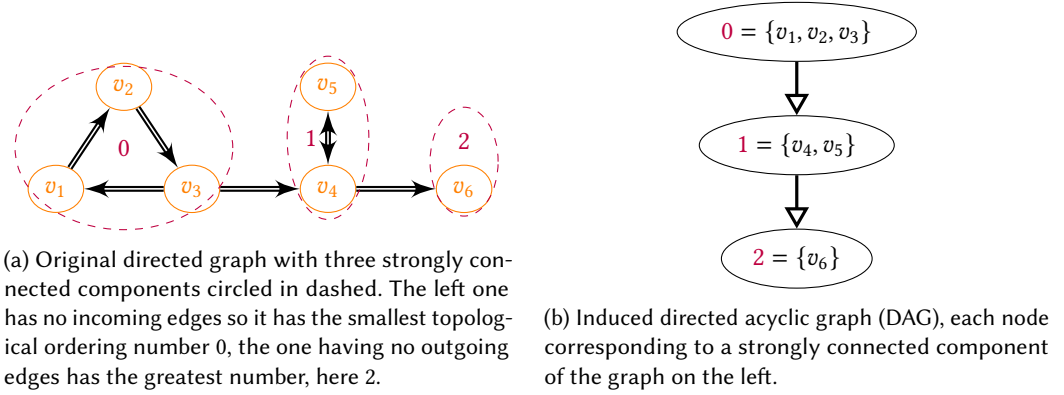 v₂
v₅
0
1
2
v₁
v₃
v₄
v₆
(a) Original directed graph with three strongly con-
nected components circled in dashed. The left one
has no incoming edges so it has the smallest topolog-
ical ordering number 0, the one having no outgoing
edges has the greatest number, here 2.
0 = {v₁, v₂, v₃}
1 = {v₄, v₅}
2 = {v₆}
(b) Induced directed acyclic graph (DAG), each node
corresponding to a strongly connected component
of the graph on the left.